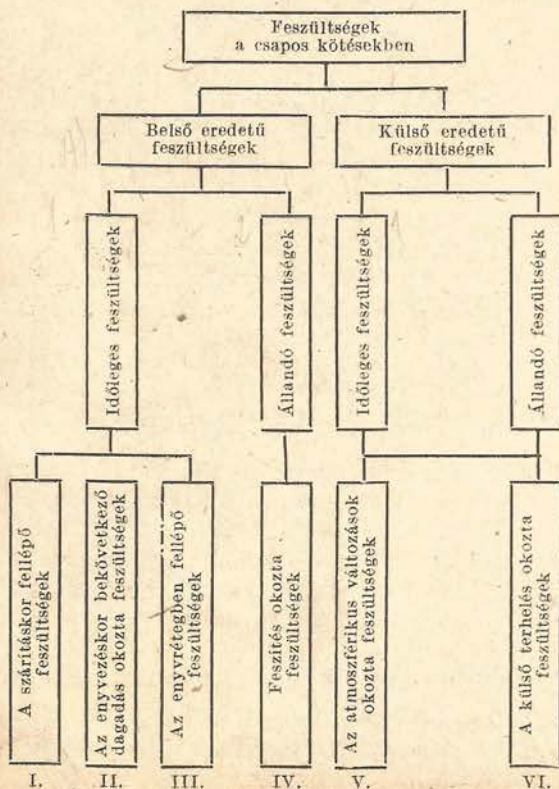 Feszültségek
a csapos kötésekben
Belső eredetű
feszültségek
Külső eredetű
feszültségek
Időleges feszültségek
Állandó feszültségek
Időleges feszültségek
Állandó feszültségek
A szárításkor fellépő
feszültségek
Az enyvezéskor bekövetkező
dagadás okozta feszültségek
Az enyvrétegben fellépő
feszültségek
Feszítés okozta
feszültségek
Az atmoszférikus változások
okozta feszültségek
A külső terhelés okozta
feszültségek
I. II. III. IV. V. VI.